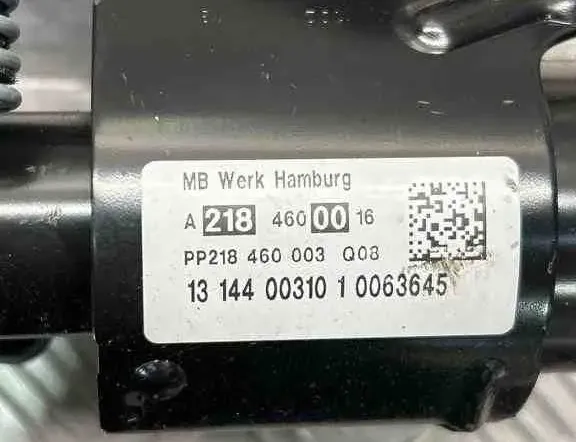 MB Werk Hamburg
A 218 460 00 16
PP218 460 003 Q08
13 144 00310 1 0063645